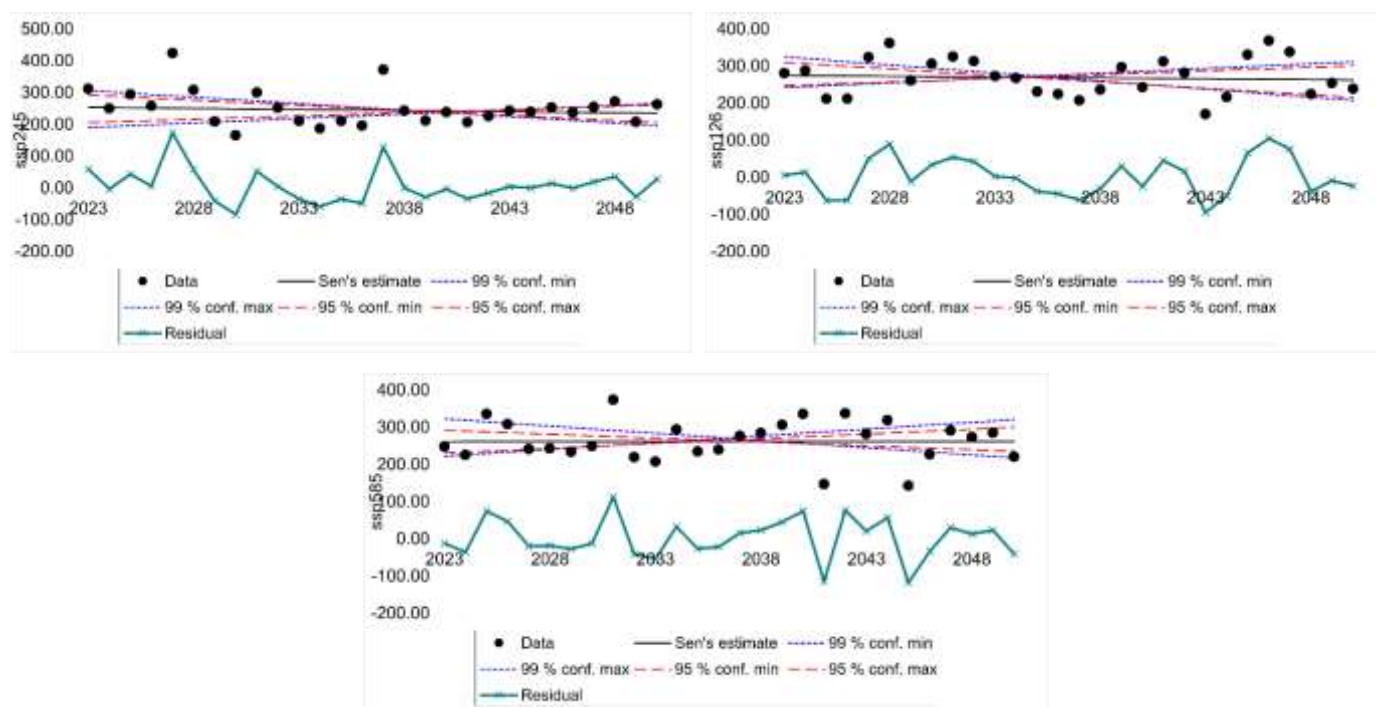 500.00
400.00
300.00
200.00
100.00
0.00
-100.00
-200.00
ssp245
2023 2028 2033 2038 2043 2048
Data Sen's estimate 99 % conf. min
99 % conf. max 95 % conf. min 95 % conf. max
Residual
400.00
300.00
200.00
100.00
0.00
-100.00
-200.00
ssp126
2023 2028 2033 2038 2043 2048
Data Sen's estimate 99 % conf. min
99 % conf. max 95 % conf. min 95 % conf. max
Residual
400.00
300.00
200.00
100.00
0.00
-100.00
-200.00
ssp585
2023 2028 2033 2038 2043 2048
Data Sen's estimate 99 % conf. min
99 % conf. max 95 % conf. min 95 % conf. max
Residual